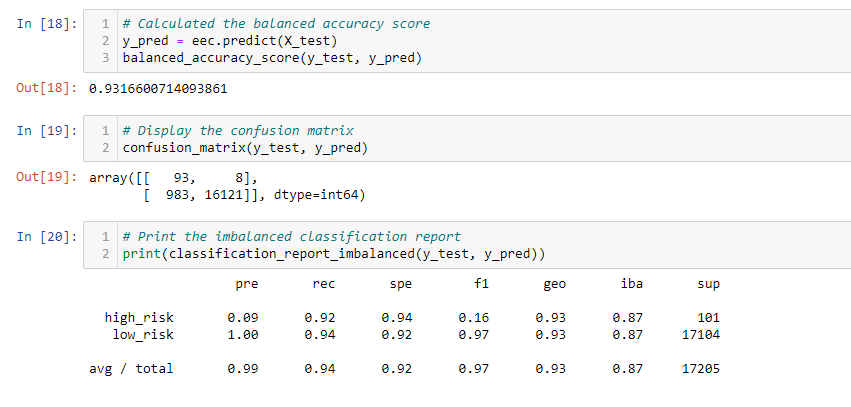 In [18]: 1 # Calculated the balanced accuracy score
2 y_pred = eec.predict(X_test)
3 balanced_accuracy_score(y_test, y_pred)
Out[18]: 0.9316600714093861
In [19]: 1 # Display the confusion matrix
2 confusion_matrix(y_test, y_pred)
Out[19]: array([[   93,     8],
[  983, 16121]], dtype=int64)
In [20]: 1 # Print the imbalanced classification report
2 print(classification_report_imbalanced(y_test, y_pred))
pre rec spe f1 geo iba sup
high_risk 0.09 0.92 0.94 0.16 0.93 0.87 101
low_risk 1.00 0.94 0.92 0.97 0.93 0.87 17104
avg / total 0.99 0.94 0.92 0.97 0.93 0.87 17205